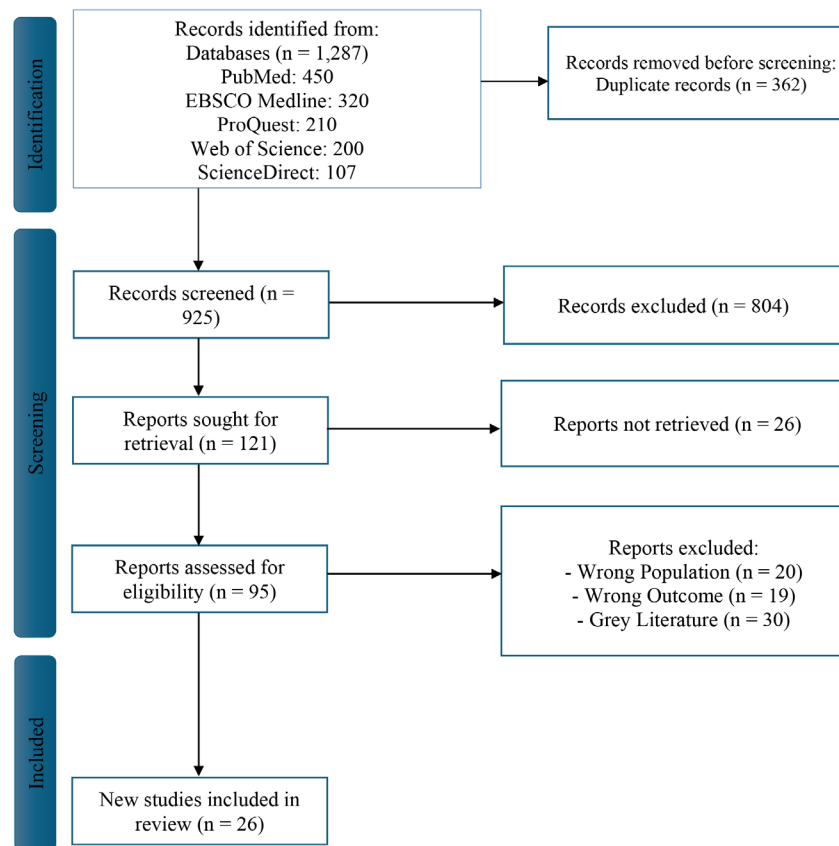 Identification
Records identified from:
Databases (n = 1,287)
PubMed: 450
EBSCO Medline: 320
ProQuest: 210
Web of Science: 200
ScienceDirect: 107
Records removed before screening:
Duplicate records (n = 362)
Screening
Records screened (n =
925)
Records excluded (n = 804)
Reports sought for
retrieval (n = 121)
Reports not retrieved (n = 26)
Reports assessed for
eligibility (n = 95)
Reports excluded:
- Wrong Population (n = 20)
- Wrong Outcome (n = 19)
- Grey Literature (n = 30)
Included
New studies included in
review (n = 26)